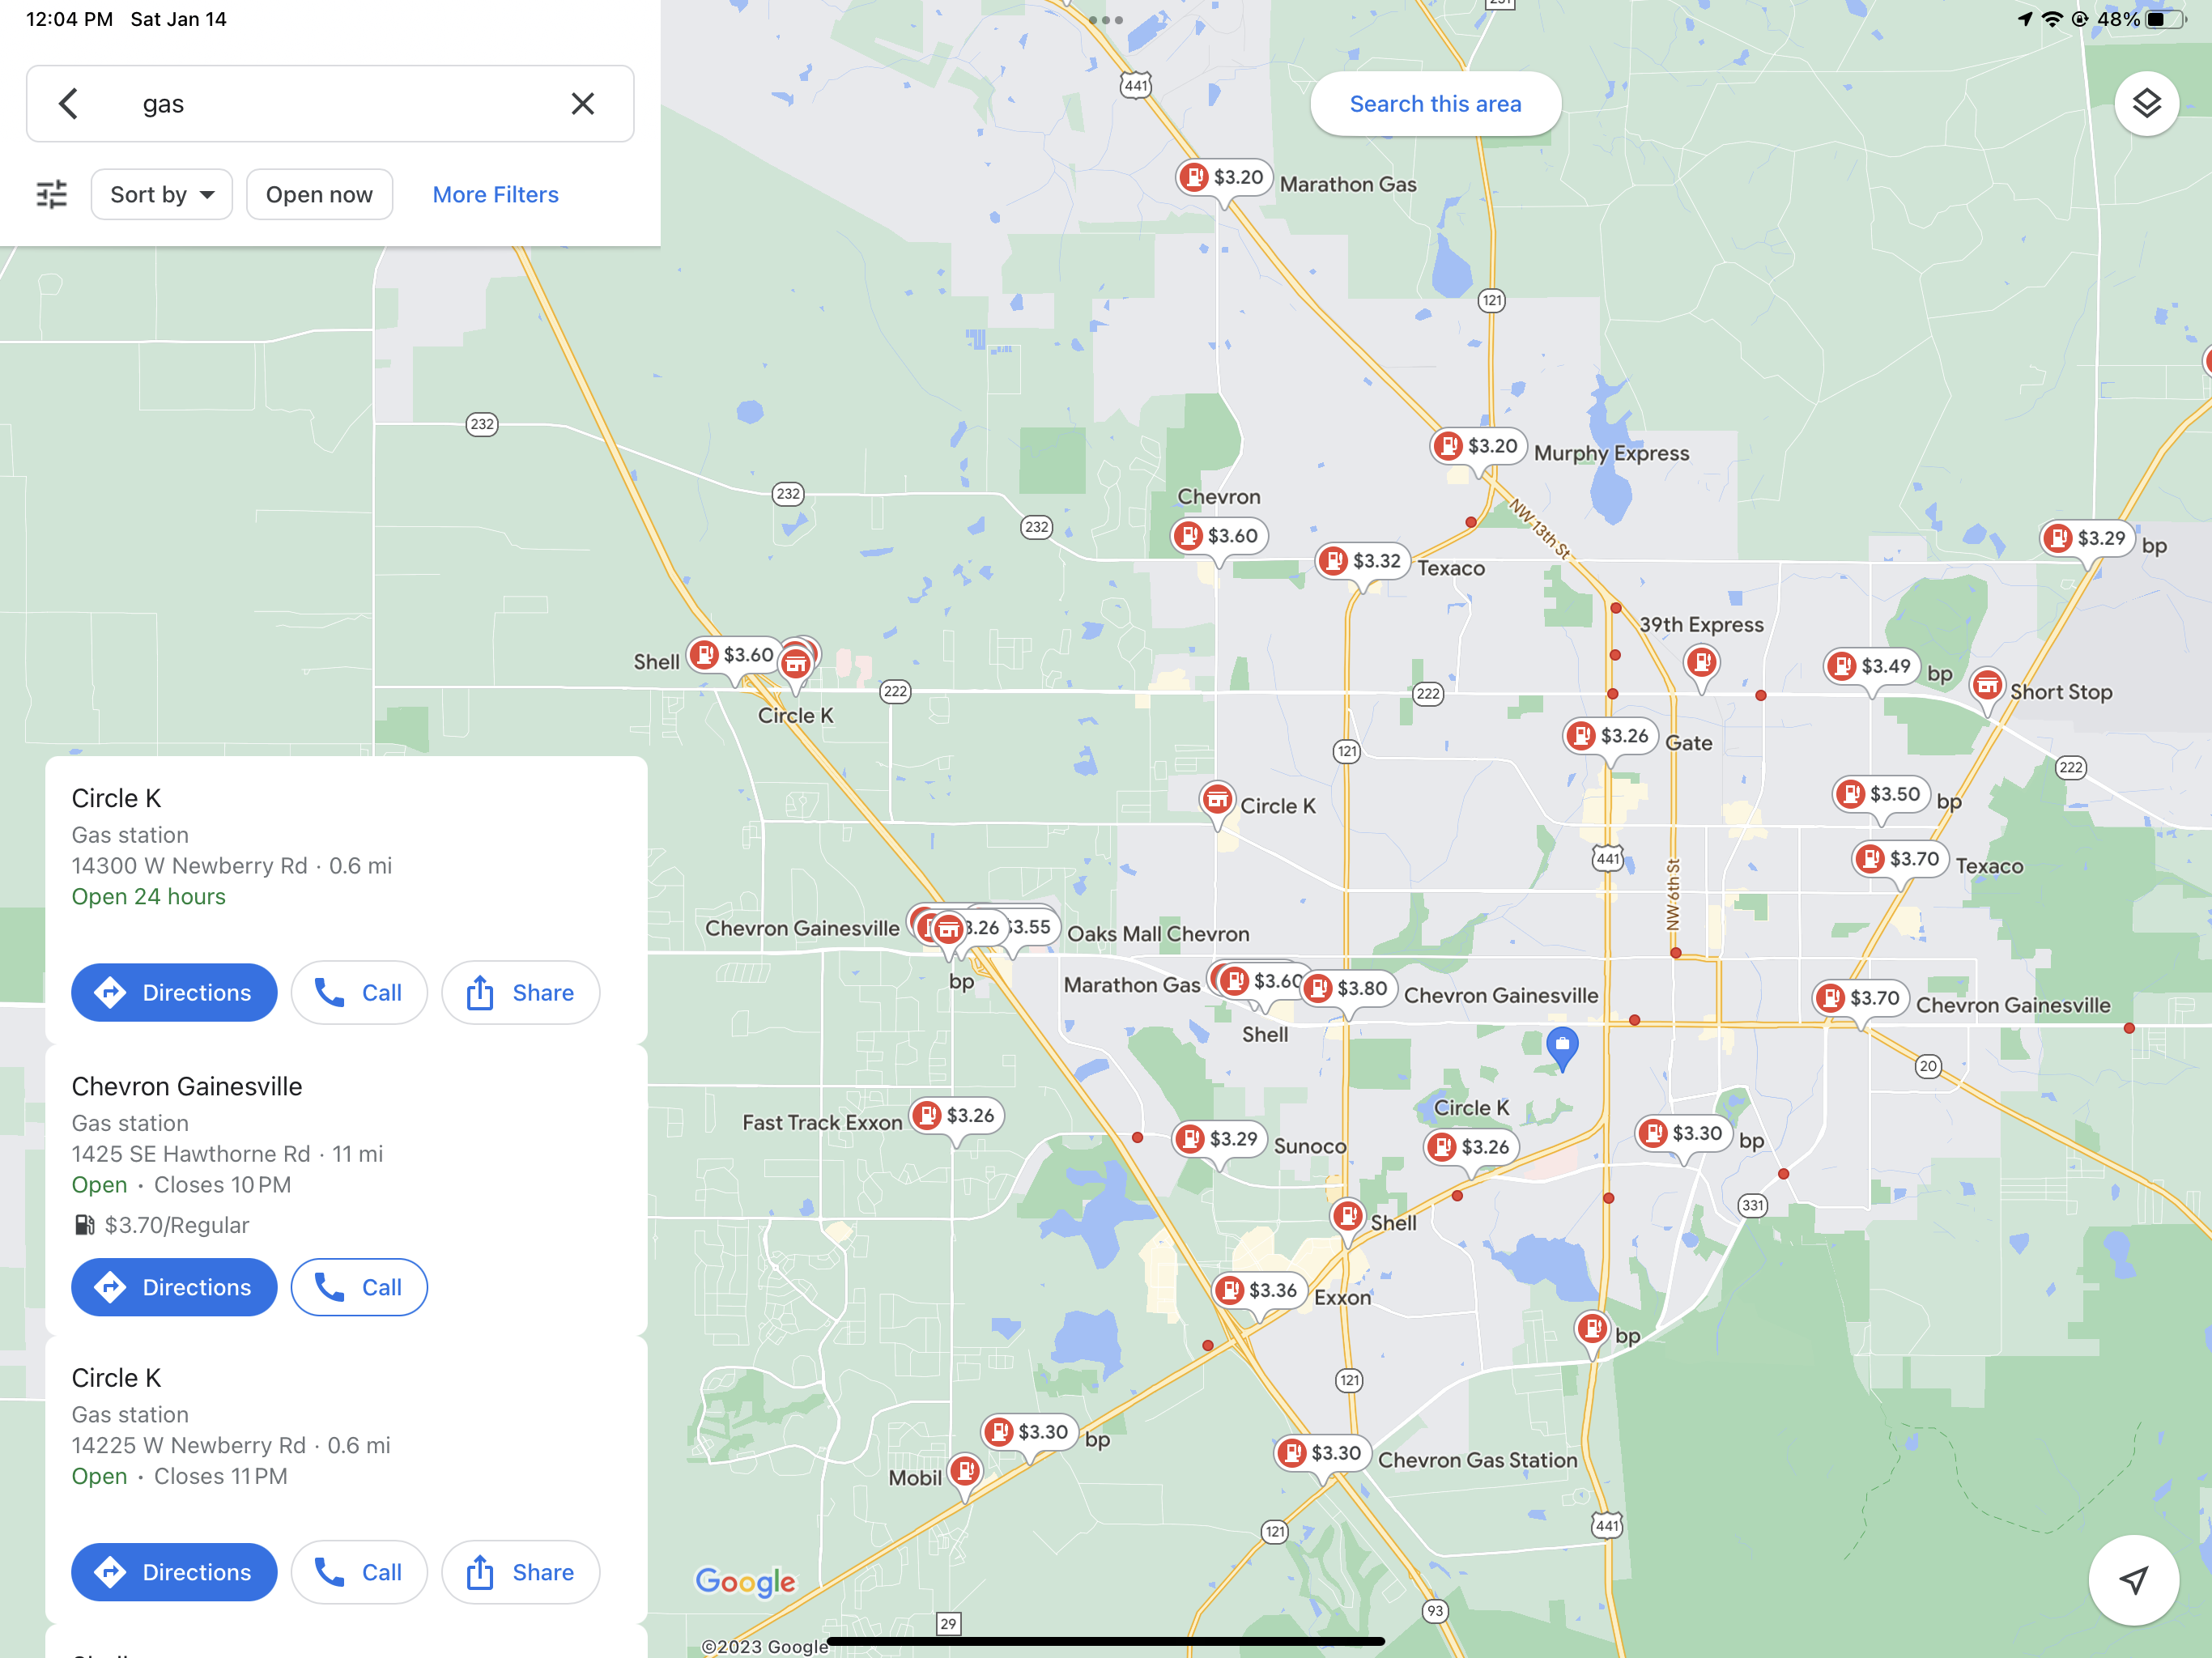 12:04 PM Sat Jan 14
48%
gas
Sort by
Open now
More Filters
Search this area
441
$3.20
Marathon Gas
121
232
$3.20
Murphy Express
232
Chevron
NW 13th St
232
$3.60
$3.29
bp
$3.32
Texaco
39th Express
Shell
$3.60
$3.49
bp
222
222
Short Stop
Circle K
$3.26
Gate
121
222
Circle K
$3.50
bp
441
$3.70
Texaco
NW 6th St
Chevron Gainesville
3.26
3.55
Oaks Mall Chevron
bp
Marathon Gas
$3.60
$3.80
Chevron Gainesville
$3.70
Chevron Gainesville
Shell
20
Circle K
Fast Track Exxon
$3.26
$3.29
Sunoco
$3.26
$3.30
bp
331
Shell
$3.36
Exxon
bp
121
$3.30
bp
$3.30
Chevron Gas Station
Mobil
441
121
93
29
Google
©2023 Google
Circle K
Gas station
14300 W Newberry Rd · 0.6 mi
Open 24 hours
Directions
Call
Share
Chevron Gainesville
Gas station
1425 SE Hawthorne Rd · 11 mi
Open · Closes 10 PM
$3.70/Regular
Directions
Call
Circle K
Gas station
14225 W Newberry Rd · 0.6 mi
Open · Closes 11 PM
Directions
Call
Share